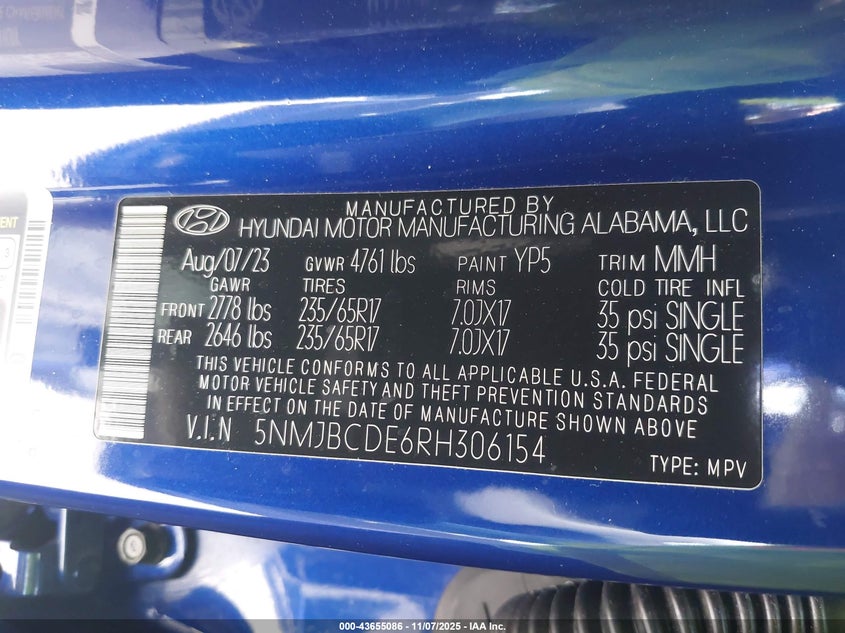 MENT
3
MANUFACTURED BY
HYUNDAI MOTOR MANUFACTURING ALABAMA, LLC
Aug/07/23 GVWR 4761 lbs PAINT YP5 TRIM MMH
GAWR TIRES RIMS COLD TIRE INFL
FRONT 2778 lbs 235/65R17 7.0JX17 35 psi SINGLE
REAR 2646 lbs 235/65R17 7.0JX17 35 psi SINGLE
THIS VEHICLE CONFORMS TO ALL APPLICABLE U.S.A. FEDERAL
MOTOR VEHICLE SAFETY AND THEFT PREVENTION STANDARDS
IN EFFECT ON THE DATE OF MANUFACTURE SHOWN ABOVE
V.I.N 5NMJBCDE6RH306154
TYPE: MPV
000-43655086 - 11/07/2025 - IAA Inc.